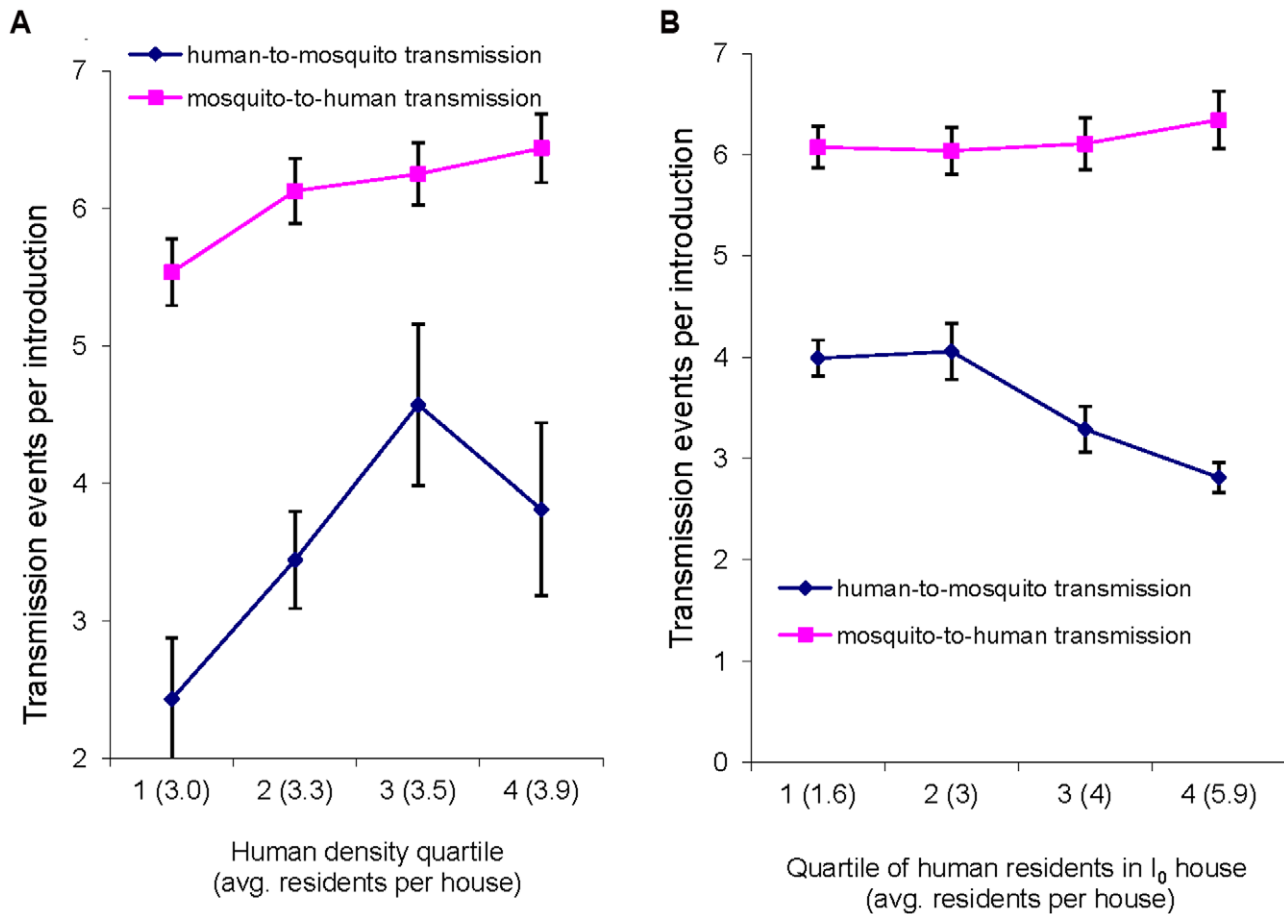 A
human-to-mosquito transmission
mosquito-to-human transmission
Transmission events per introduction
7
6
5
4
3
2
1 (3.0) 2 (3.3) 3 (3.5) 4 (3.9)
Human density quartile
(avg. residents per house)
B
Transmission events per introduction
7
6
5
4
3
2
1
0
human-to-mosquito transmission
mosquito-to-human transmission
1 (1.6) 2 (3) 3 (4) 4 (5.9)
Quartile of human residents in I₀ house
(avg. residents per house)